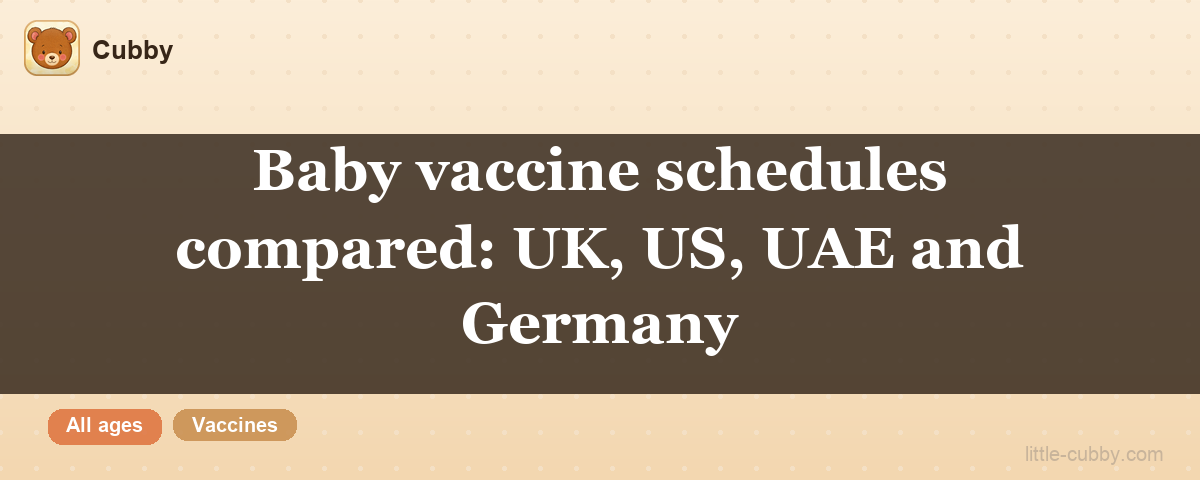 Cubby
Baby vaccine schedules
compared: UK, US, UAE and
Germany
All ages
Vaccines
little-cubby.com